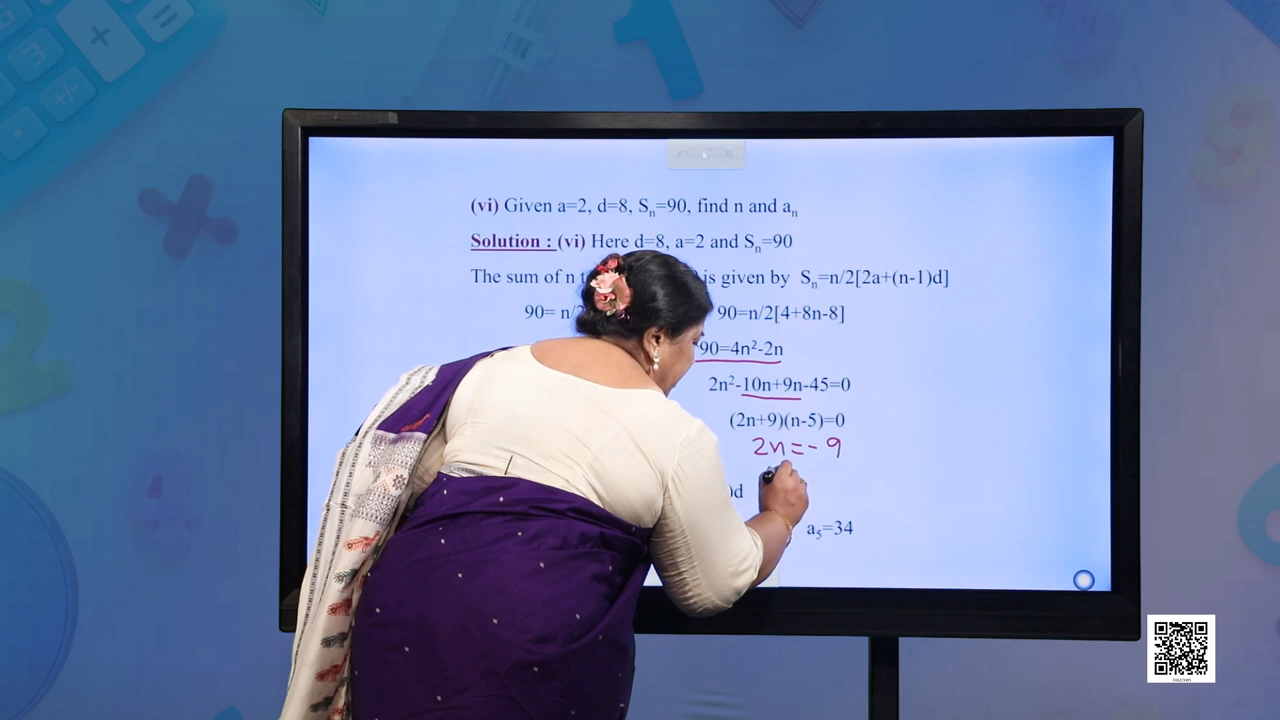 (vi) Given a=2, d=8, Sₙ=90, find n and aₙ
Solution : (vi) Here d=8, a=2 and Sₙ=90
The sum of n is given by Sₙ=n/2[2a+(n-1)d]
90= n/2 90=n/2[4+8n-8]
90=4n²-2n
2n²-10n+9n-45=0
(2n+9)(n-5)=0
2n=-9
)d
a₅=34